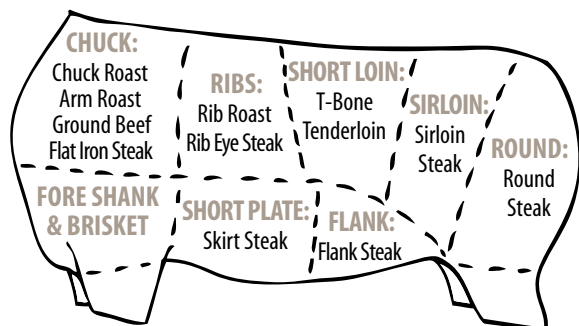 CHUCK:
Chuck Roast
Arm Roast
Ground Beef
Flat Iron Steak
RIBS:
Rib Roast
Rib Eye Steak
SHORT LOIN:
T-Bone
Tenderloin
SIRLOIN:
Sirloin
Steak
ROUND:
Round
Steak
FORE SHANK
& BRISKET
SHORT PLATE:
Skirt Steak
FLANK:
Flank Steak